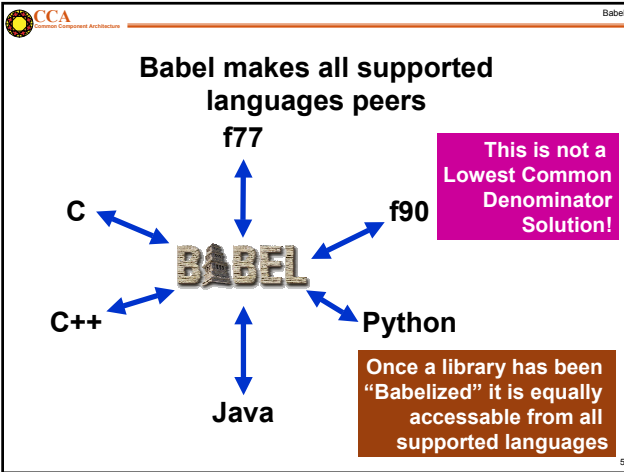 CCA
Common Component Architecture
Babel
Babel makes all supported
languages peers
f77
This is not a
Lowest Common
Denominator
Solution!
C
f90
BABEL
C++
Python
Java
Once a library has been
“Babelized” it is equally
accessable from all
supported languages
5